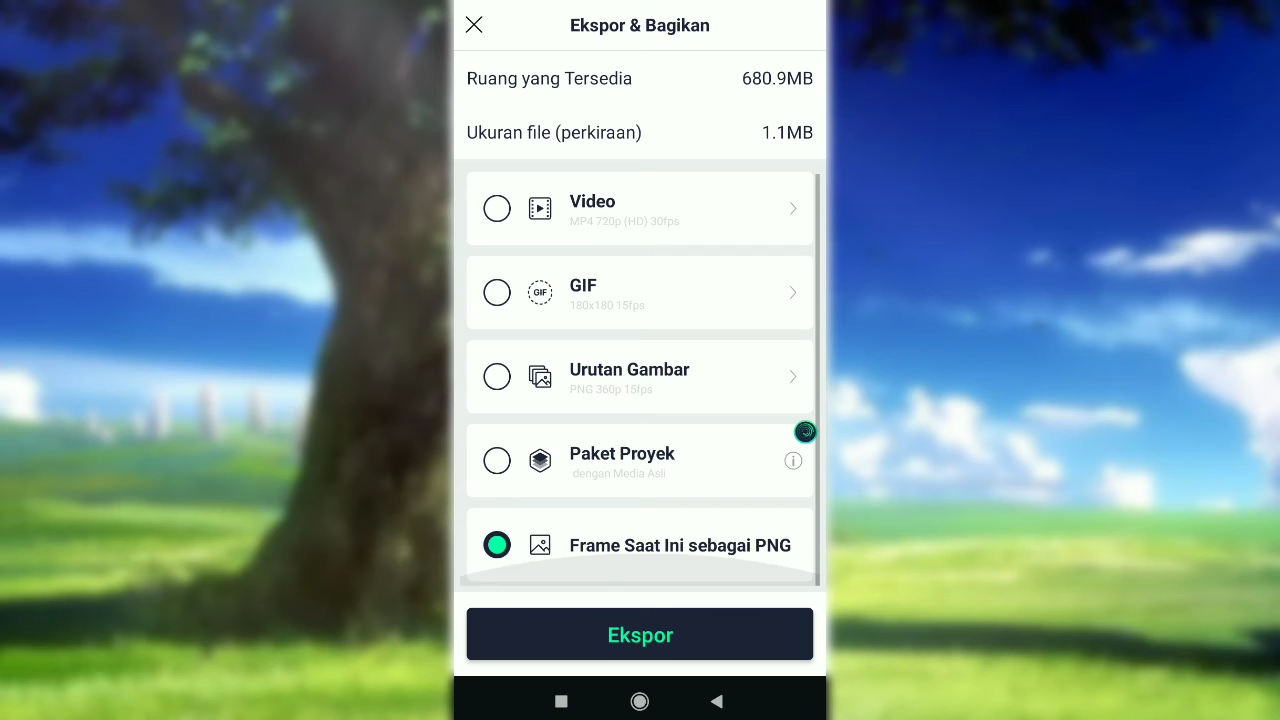 Ekspor & Bagikan
Ruang yang Tersedia 680.9MB
Ukuran file (perkiraan) 1.1MB
Video
MP4 720p (HD) 30fps
GIF
GIF
180x180 15fps
Urutan Gambar
PNG 360p 15fps
Paket Proyek
dengan Media Asli
Frame Saat Ini sebagai PNG
Ekspor